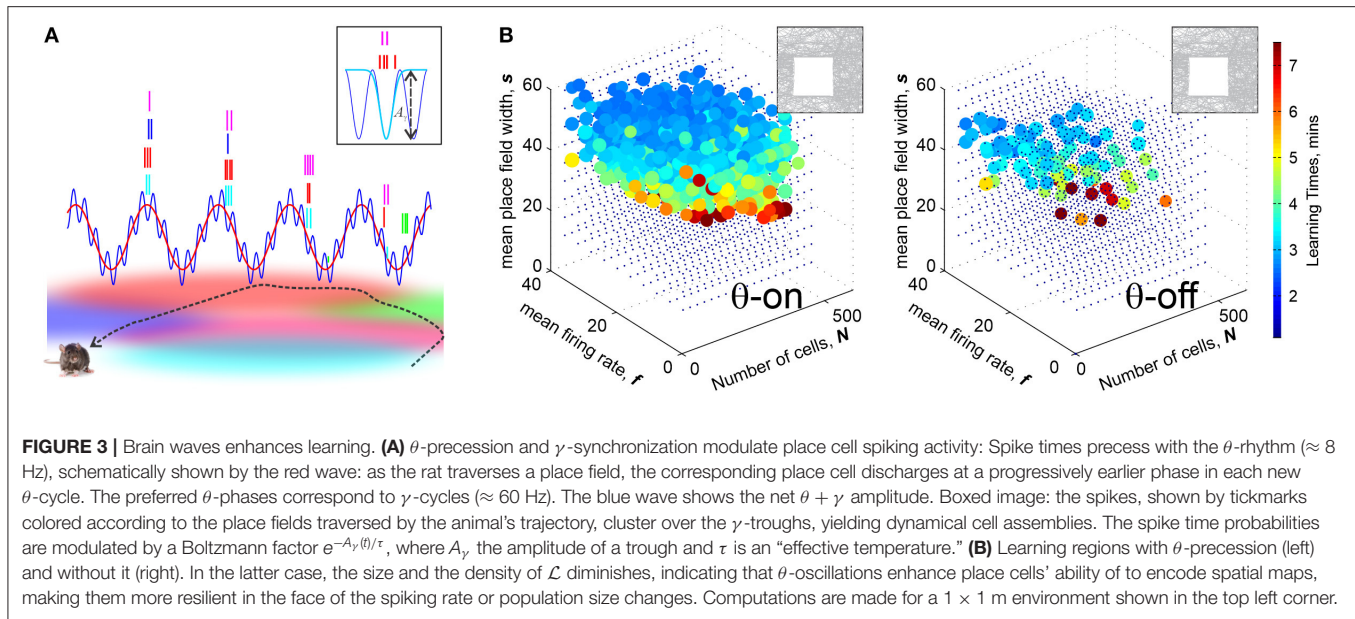 A
A
B
60
40
20
0
40
20
0
0
500
mean place field width, s
mean firing rate, f
Number of cells, N
θ-on
60
40
20
0
40
20
0
0
500
mean place field width, s
mean firing rate, f
Number of cells, N
θ-off
7
6
5
4
3
2
Learning Times, mins
FIGURE 3 | Brain waves enhances learning. (A) θ-precession and γ-synchronization modulate place cell spiking activity: Spike times precess with the θ-rhythm (≈ 8
Hz), schematically shown by the red wave: as the rat traverses a place field, the corresponding place cell discharges at a progressively earlier phase in each new
θ-cycle. The preferred θ-phases correspond to γ-cycles (≈ 60 Hz). The blue wave shows the net θ + γ amplitude. Boxed image: the spikes, shown by tickmarks
colored according to the place fields traversed by the animal's trajectory, cluster over the γ-troughs, yielding dynamical cell assemblies. The spike time probabilities
are modulated by a Boltzmann factor e^{−Aγ(t)/τ}, where Aγ the amplitude of a trough and τ is an "effective temperature." (B) Learning regions with θ-precession (left)
and without it (right). In the latter case, the size and the density of ℒ diminishes, indicating that θ-oscillations enhance place cells' ability of to encode spatial maps,
making them more resilient in the face of the spiking rate or population size changes. Computations are made for a 1 × 1 m environment shown in the top left corner.